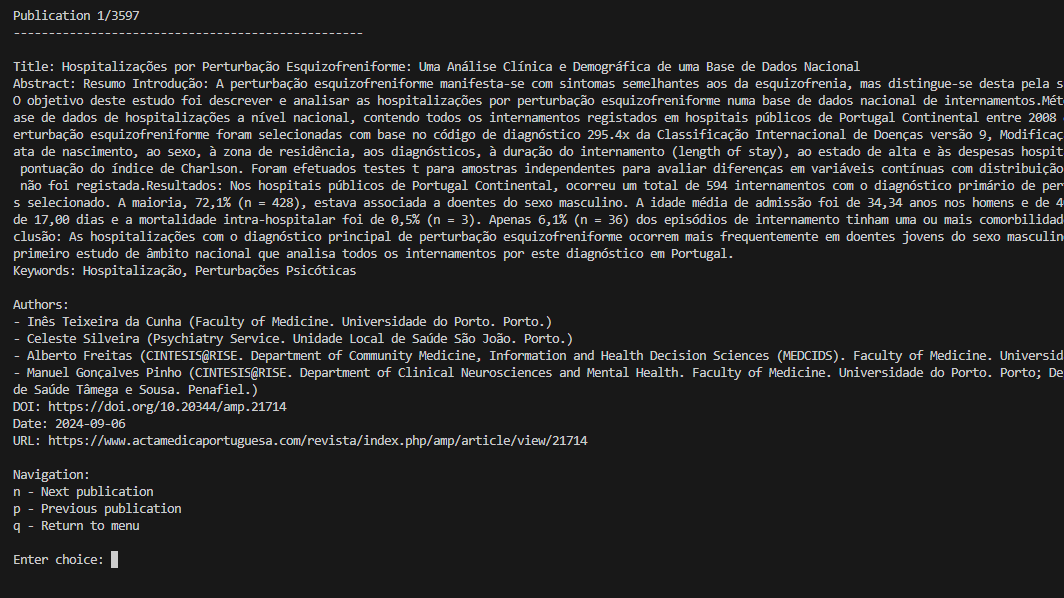 Publication 1/3597
--------------------------------------------------
Title: Hospitalizações por Perturbação Esquizofreniforme: Uma Análise Clínica e Demográfica de uma Base de Dados Nacional
Abstract: Resumo Introdução: A perturbação esquizofreniforme manifesta-se com sintomas semelhantes aos da esquizofrenia, mas distingue-se desta pela s
O objetivo deste estudo foi descrever e analisar as hospitalizações por perturbação esquizofreniforme numa base de dados nacional de internamentos.Mét
ase de dados de hospitalizações a nível nacional, contendo todos os internamentos registados em hospitais públicos de Portugal Continental entre 2008
erturbação esquizofreniforme foram selecionadas com base no código de diagnóstico 295.4x da Classificação Internacional de Doenças versão 9, Modificaç
ata de nascimento, ao sexo, à zona de residência, aos diagnósticos, à duração do internamento (length of stay), ao estado de alta e às despesas hospit
pontuação do índice de Charlson. Foram efetuados testes t para amostras independentes para avaliar diferenças em variáveis contínuas com distribuição
não foi registada.Resultados: Nos hospitais públicos de Portugal Continental, ocorreu um total de 594 internamentos com o diagnóstico primário de per
s selecionado. A maioria, 72,1% (n = 428), estava associada a doentes do sexo masculino. A idade média de admissão foi de 34,34 anos nos homens e de 4
de 17,00 dias e a mortalidade intra-hospitalar foi de 0,5% (n = 3). Apenas 6,1% (n = 36) dos episódios de internamento tinham uma ou mais comorbilidad
clusão: As hospitalizações com o diagnóstico principal de perturbação esquizofreniforme ocorrem mais frequentemente em doentes jovens do sexo masculin
primeiro estudo de âmbito nacional que analisa todos os internamentos por este diagnóstico em Portugal.
Keywords: Hospitalização, Perturbações Psicóticas
Authors:
- Inês Teixeira da Cunha (Faculty of Medicine. Universidade do Porto. Porto.)
- Celeste Silveira (Psychiatry Service. Unidade Local de Saúde São João. Porto.)
- Alberto Freitas (CINTESIS@RISE. Department of Community Medicine, Information and Health Decision Sciences (MEDCIDS). Faculty of Medicine. Universid
- Manuel Gonçalves Pinho (CINTESIS@RISE. Department of Clinical Neurosciences and Mental Health. Faculty of Medicine. Universidade do Porto. Porto; De
de Saúde Tâmega e Sousa. Penafiel.)
DOI: https://doi.org/10.20344/amp.21714
Date: 2024-09-06
URL: https://www.actamedicaportuguesa.com/revista/index.php/amp/article/view/21714
Navigation:
n - Next publication
p - Previous publication
q - Return to menu
Enter choice: